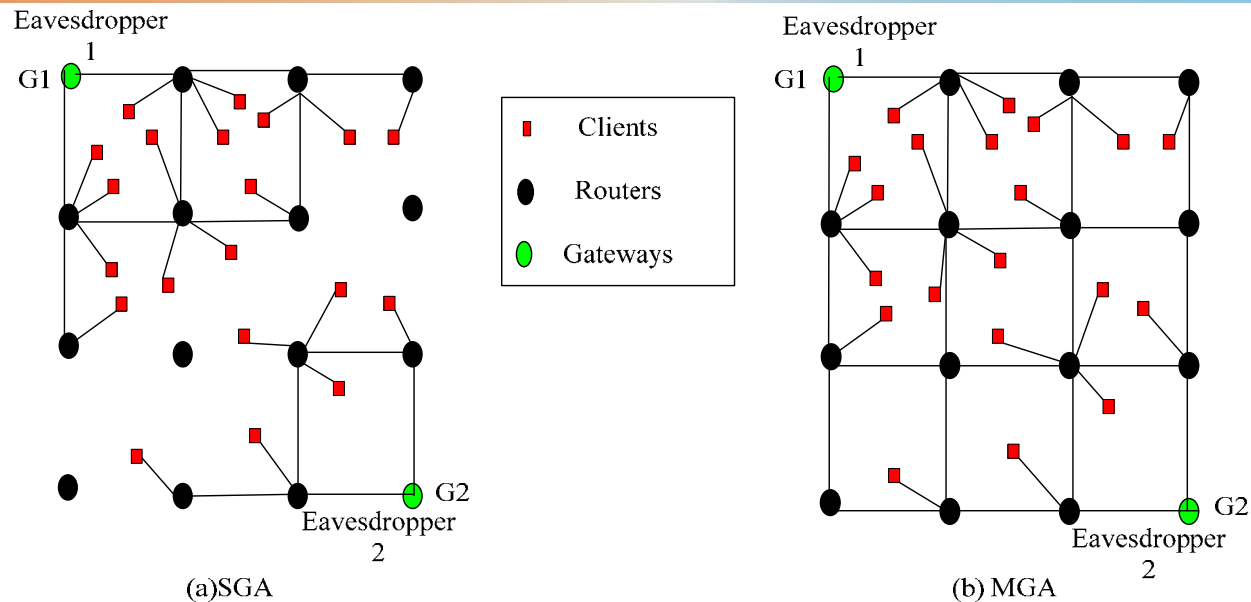 Eavesdropper
1
G1
Clients
Routers
Gateways
G2
Eavesdropper
2
(a)SGA
Eavesdropper
1
G1
G2
Eavesdropper
2
(b) MGA